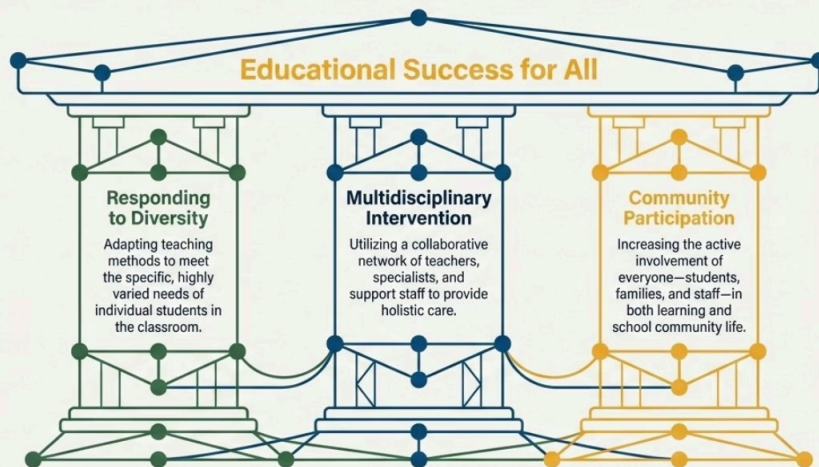 Educational Success for All
Responding
to Diversity
Adapting teaching
methods to meet
the specific, highly
varied needs of
individual students in
the classroom.
Multidisciplinary
Intervention
Utilizing a collaborative
network of teachers,
specialists, and
support staff to provide
holistic care.
Community
Participation
Increasing the active
involvement of
everyone—students,
families, and staff—in
both learning and
school community life.